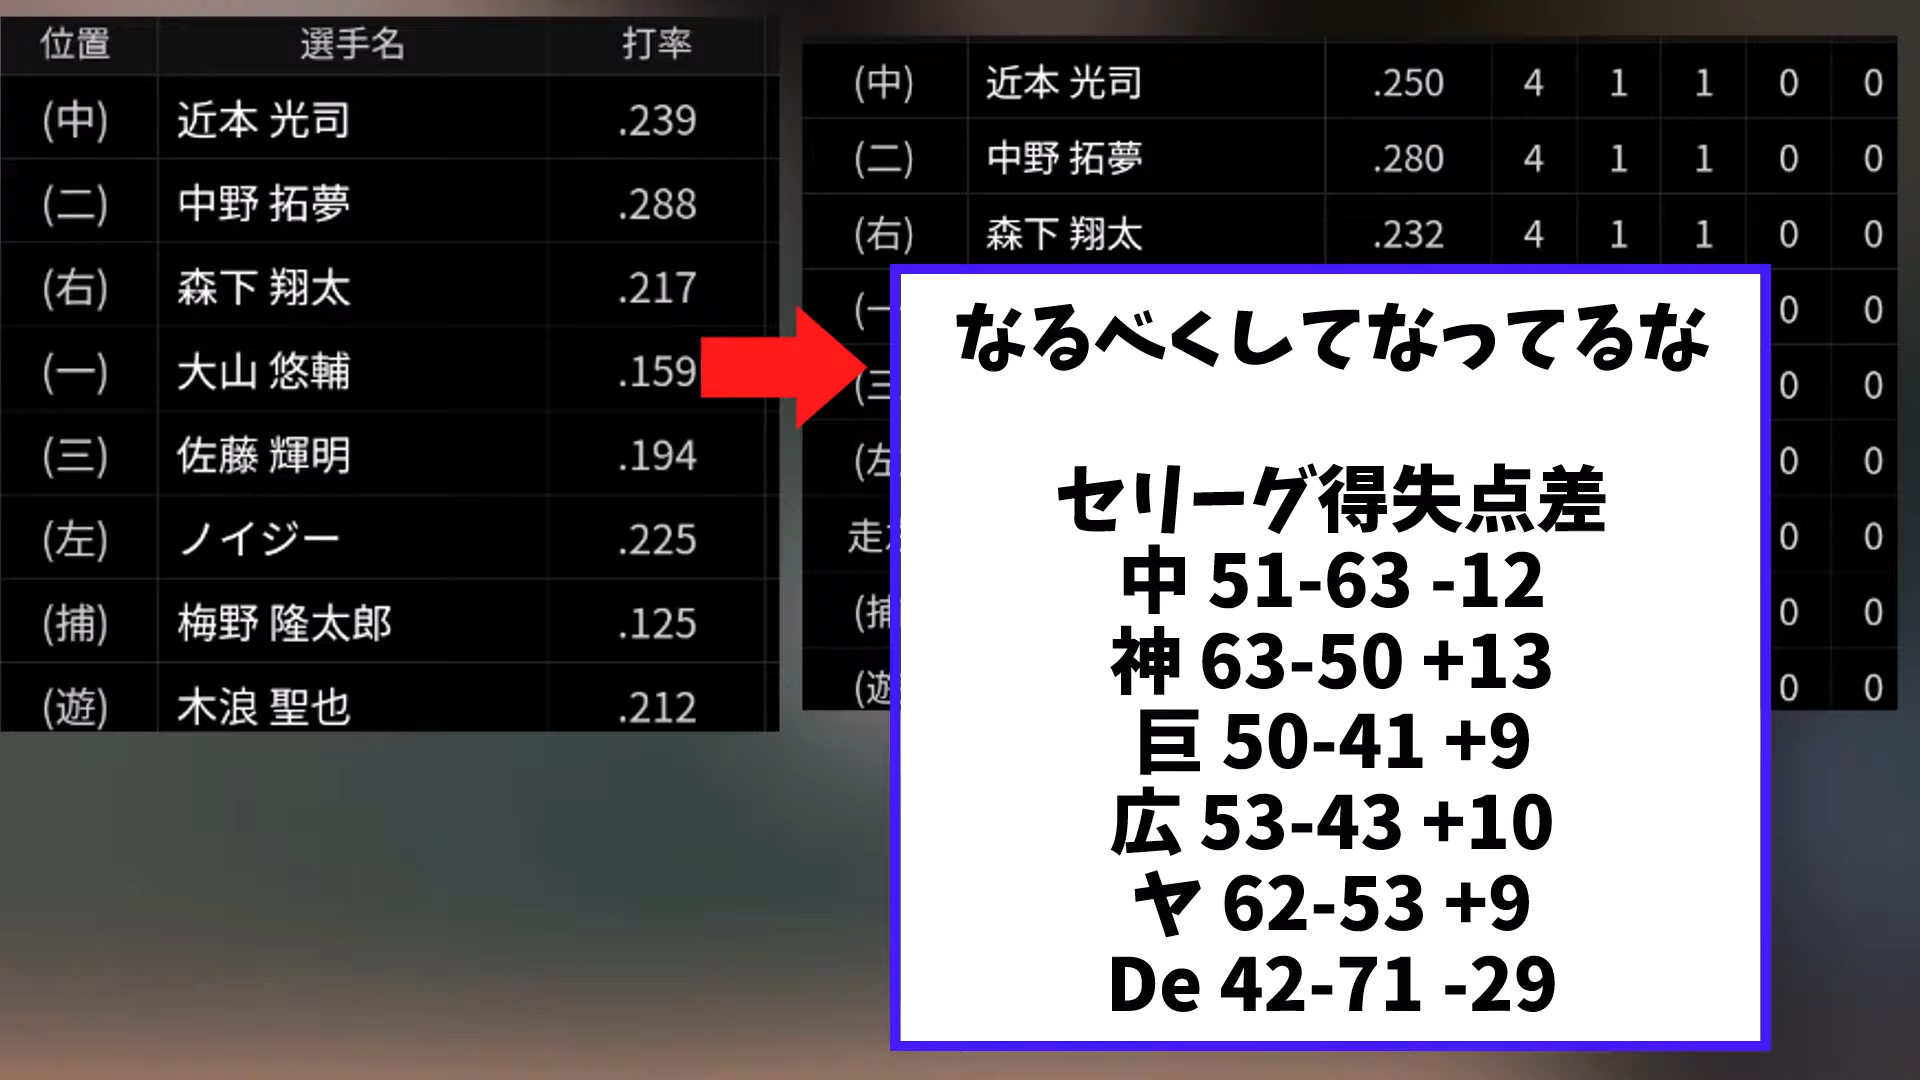 位置 選手名 打率
(中) 近本 光司 .239
(二) 中野 拓夢 .288
(右) 森下 翔太 .217
(一) 大山 悠輔 .159
(三) 佐藤 輝明 .194
(左) ノイジー .225
(捕) 梅野 隆太郎 .125
(遊) 木浪 聖也 .212
(中) 近本 光司 .250 4 1 1 0 0
(二) 中野 拓夢 .280 4 1 1 0 0
(右) 森下 翔太 .232 4 1 1 0 0
(一 0 0
(三 0 0
(左 0 0
走 0 0
(捕 0 0
(遊 0 0
なるべくしてなってるな
セリーグ得失点差
中 51-63 -12
神 63-50 +13
巨 50-41 +9
広 53-43 +10
ヤ 62-53 +9
De 42-71 -29